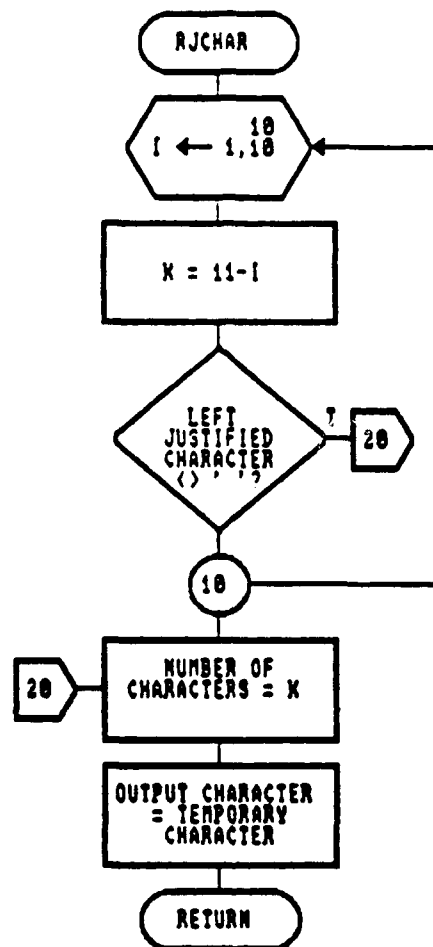 RJCHAR
10
I ← 1,10
K = 11-I
LEFT
JUSTIFIED
CHARACTER
<> ' '?
T
20
10
20
NUMBER OF
CHARACTERS = K
OUTPUT CHARACTER
= TEMPORARY
CHARACTER
RETURN